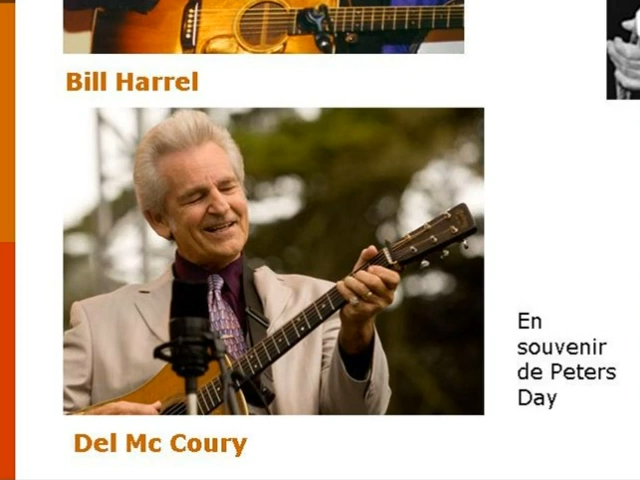 Bill Harrel
Del Mc Coury
En
souvenir
de Peters
Day